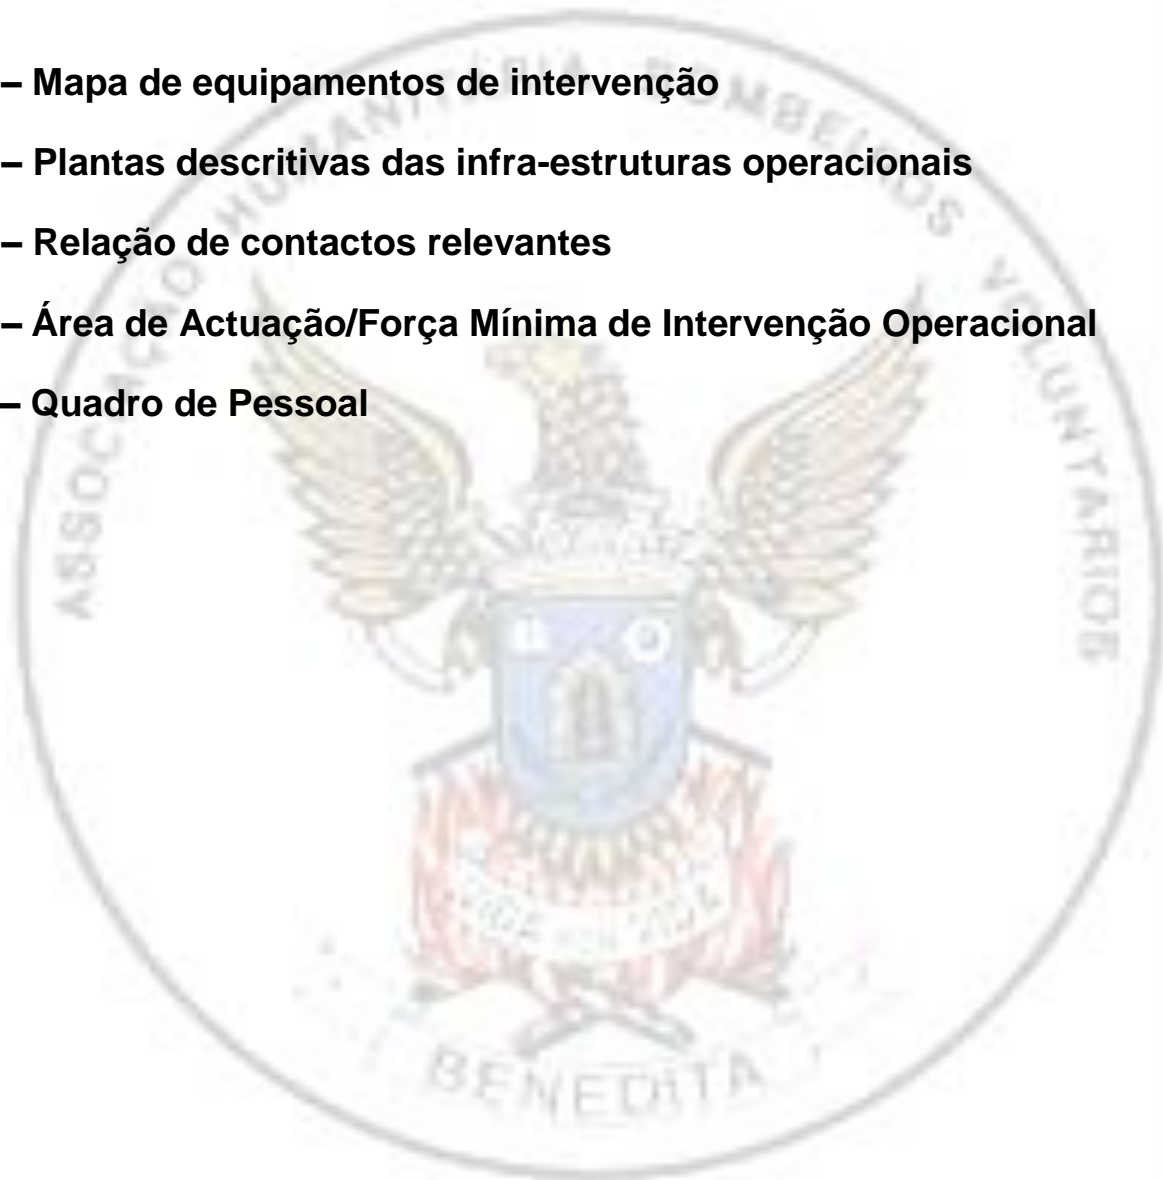 – Mapa de equipamentos de intervenção
– Plantas descritivas das infra-estruturas operacionais
– Relação de contactos relevantes
– Área de Actuação/Força Mínima de Intervenção Operacional
– Quadro de Pessoal
ASSOCIAÇÃO HUMANITÁRIA BOMBEIROS VOLUNTARIOS
BENEDITA